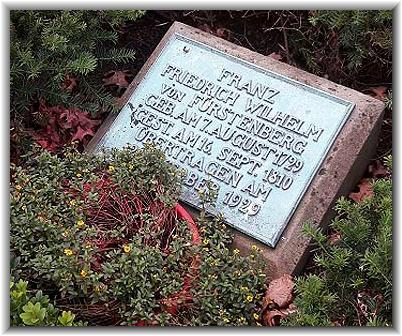 FRANZ
FRIEDRICH WILHELM
VON FÜRSTENBERG
GEB. AM 7. AUGUST 1729
GEST. AM 16. SEPT. 1810
ÜBERTRAGEN AM
1929